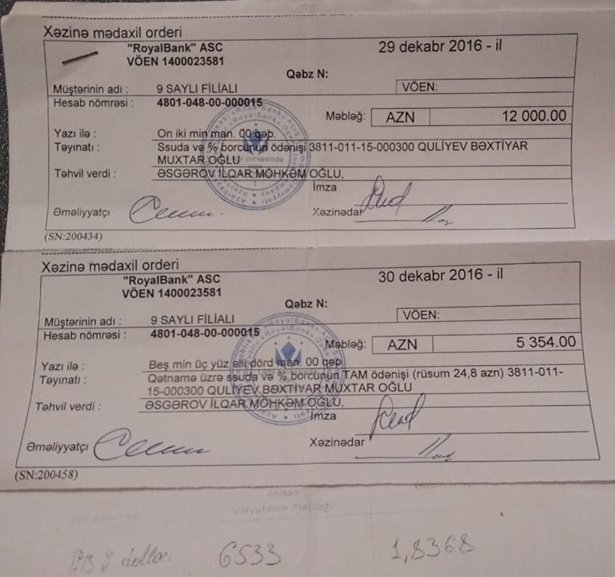 Xəzinə mədaxil orderi
"RoyalBank" ASC
VÖEN 1400023581
29 dekabr 2016 - il
Qəbz N:
Müştərinin adı : 9 SAYLI FİLİALI VÖEN:
Hesab nömrəsi : 4801-048-00-000015
Məbləğ: AZN 12 000.00
Yazı ilə : On iki min man. 00 qəp.
Təyinatı : Ssuda və % borcunun ödənişi 3811-011-15-000300 QULİYEV BƏXTİYAR
MUXTAR OĞLU
Təhvil verdi : ƏSGƏROV İLQAR MÖHKƏM OĞLU,
İmza
Əməliyyatçı Xəzinədar
(SN:200434)
Xəzinə mədaxil orderi
"RoyalBank" ASC
VÖEN 1400023581
30 dekabr 2016 - il
Qəbz N:
Müştərinin adı : 9 SAYLI FİLİALI VÖEN:
Hesab nömrəsi : 4801-048-00-000015
Məbləğ: AZN 5 354.00
Yazı ilə : Beş min üç yüz əlli dörd man. 00 qəp.
Təyinatı : Qətnamə üzrə ssuda və % borcunun TAM ödənişi (rüsum 24,8 azn) 3811-011-
15-000300 QULİYEV BƏXTİYAR MUXTAR OĞLU
Təhvil verdi : ƏSGƏROV İLQAR MÖHKƏM OĞLU,
İmza
Əməliyyatçı Xəzinədar
(SN:200458)
Valyutanın məbləği
dolları 6533 1,8368